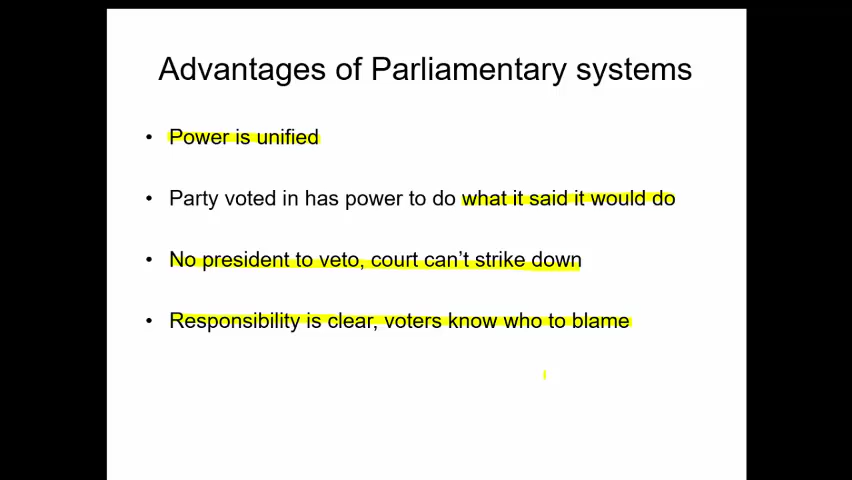 Advantages of Parliamentary systems
• Power is unified
• Party voted in has power to do what it said it would do
• No president to veto, court can’t strike down
• Responsibility is clear, voters know who to blame